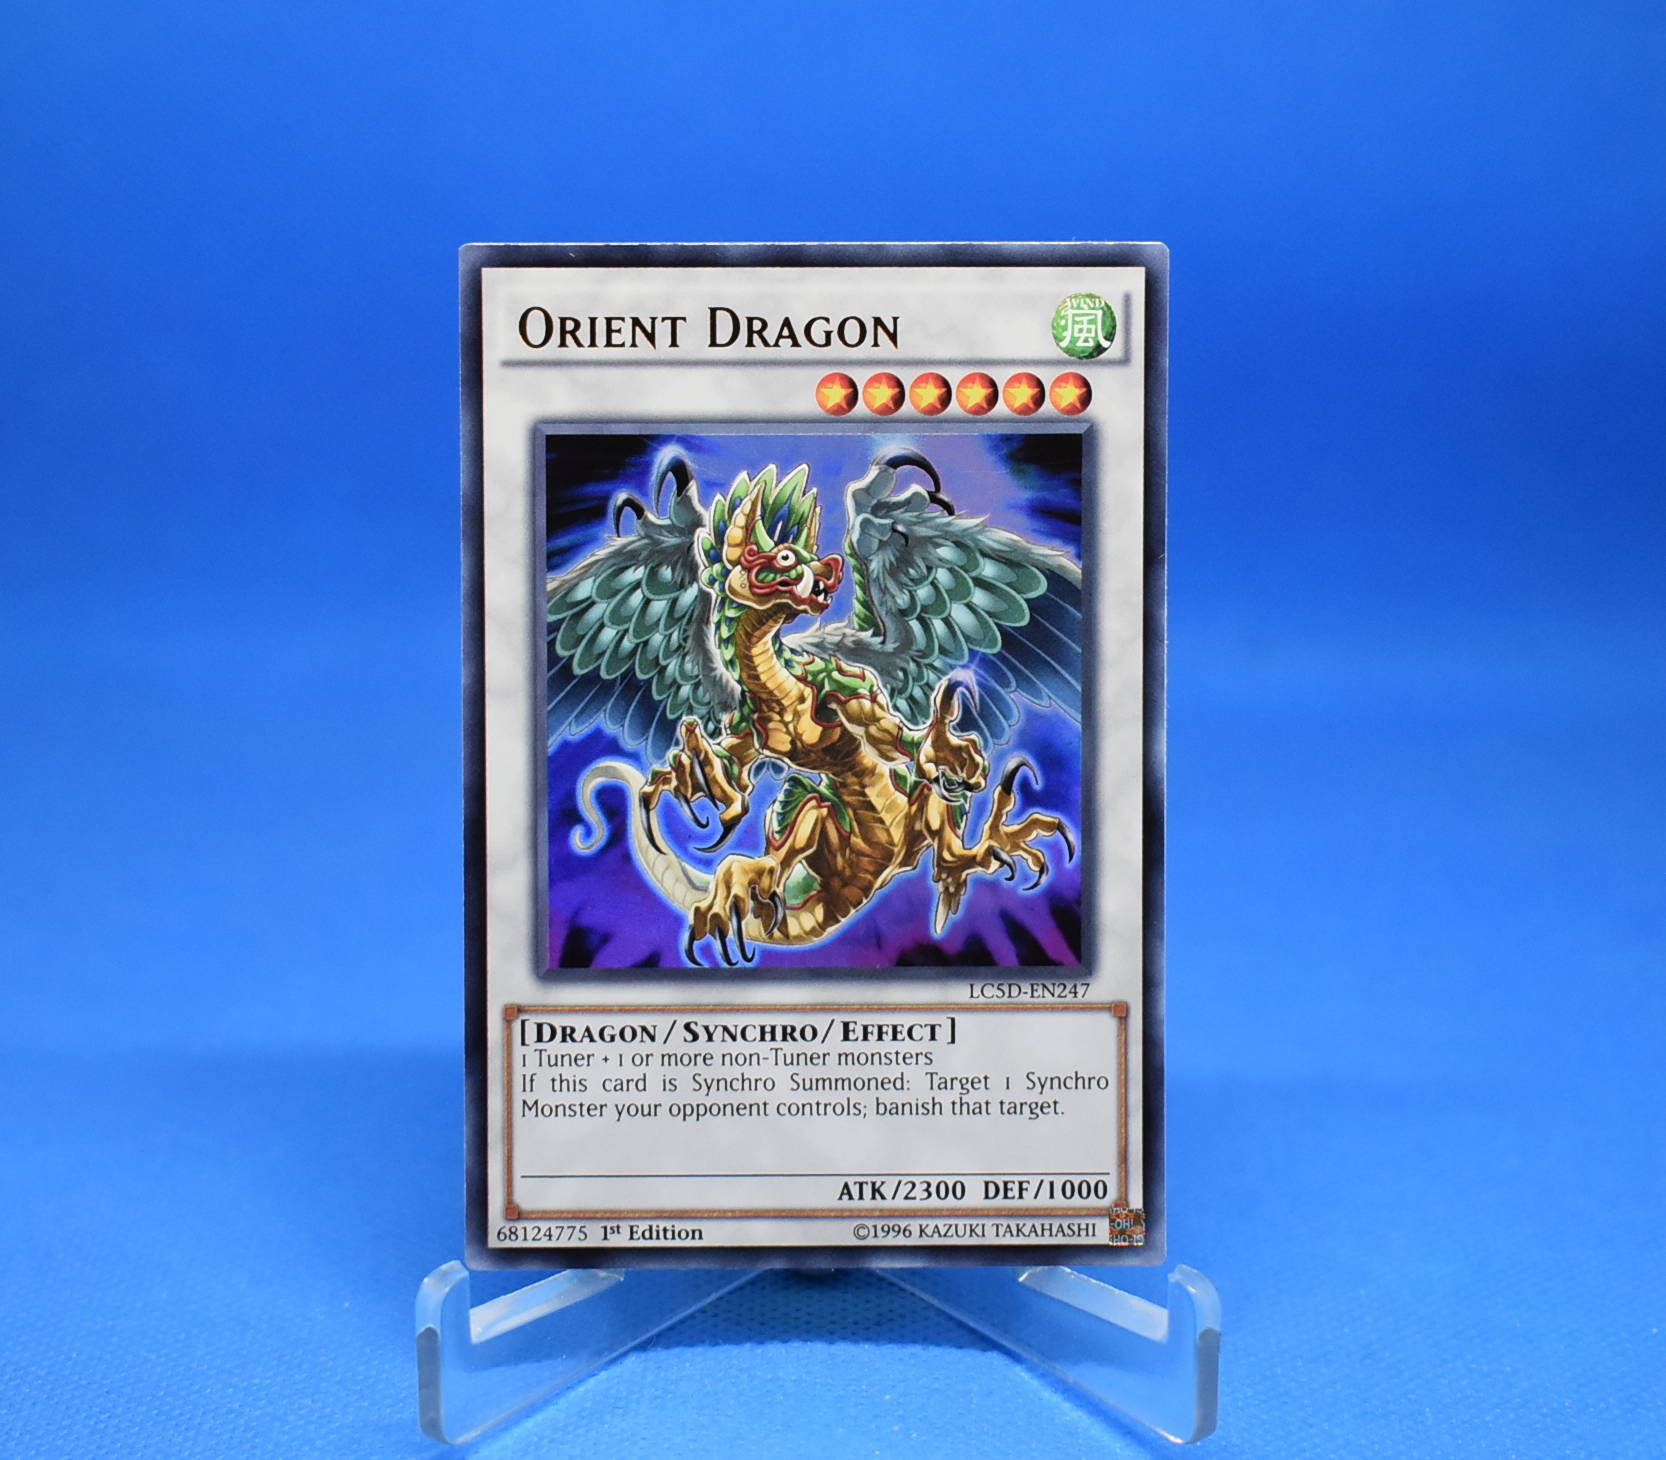 ORIENT DRAGON
WIND
風
LC5D-EN247
[DRAGON/SYNCHRO/EFFECT]
1 Tuner + 1 or more non-Tuner monsters
If this card is Synchro Summoned: Target 1 Synchro
Monster your opponent controls; banish that target.
ATK/2300 DEF/1000
68124775 1st Edition ©1996 KAZUKI TAKAHASHI